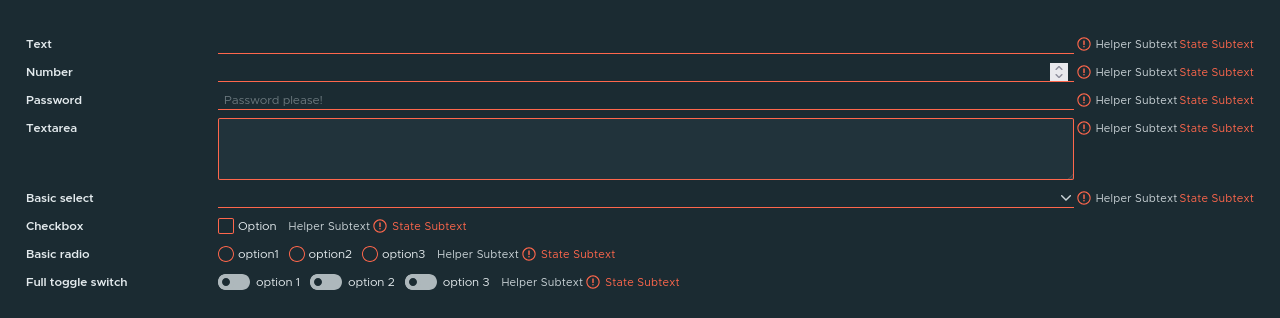 Text Helper Subtext State Subtext
Number Helper Subtext State Subtext
Password Password please! Helper Subtext State Subtext
Textarea Helper Subtext State Subtext
Basic select Helper Subtext State Subtext
Checkbox Option Helper Subtext State Subtext
Basic radio option1 option2 option3 Helper Subtext State Subtext
Full toggle switch option 1 option 2 option 3 Helper Subtext State Subtext